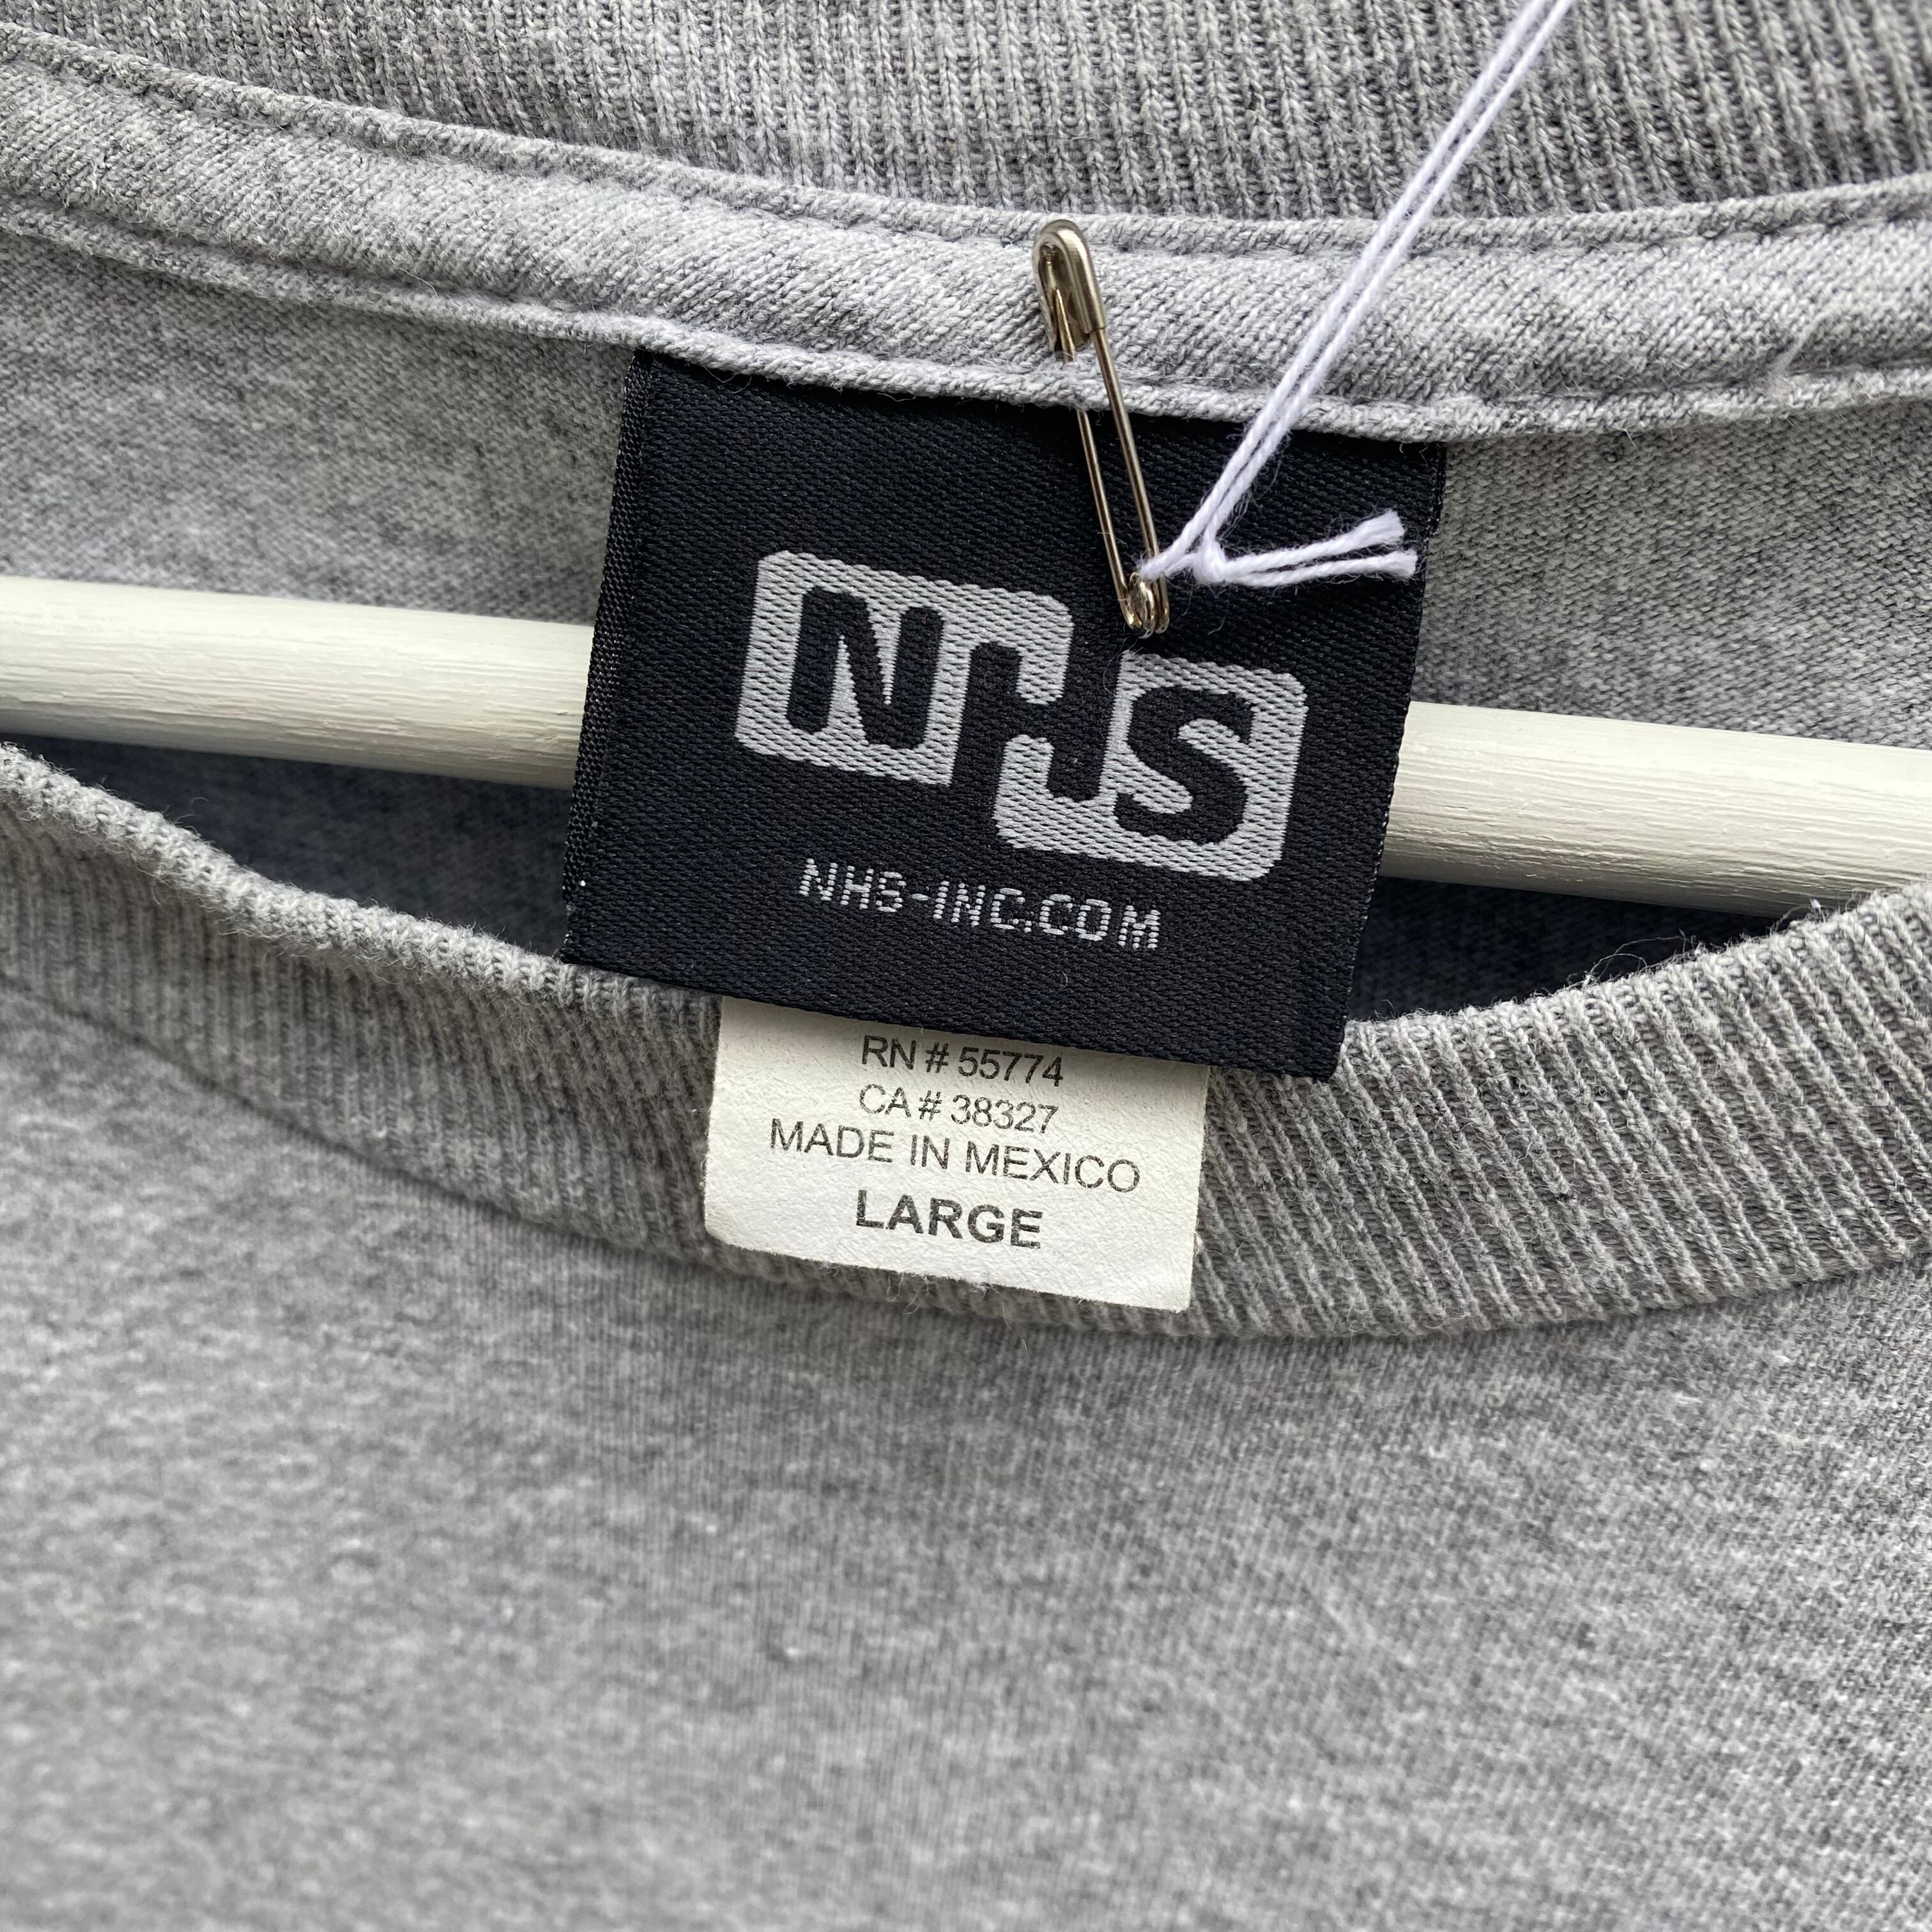 NHS
NHS-INC.COM
RN # 55774
CA # 38327
MADE IN MEXICO
LARGE